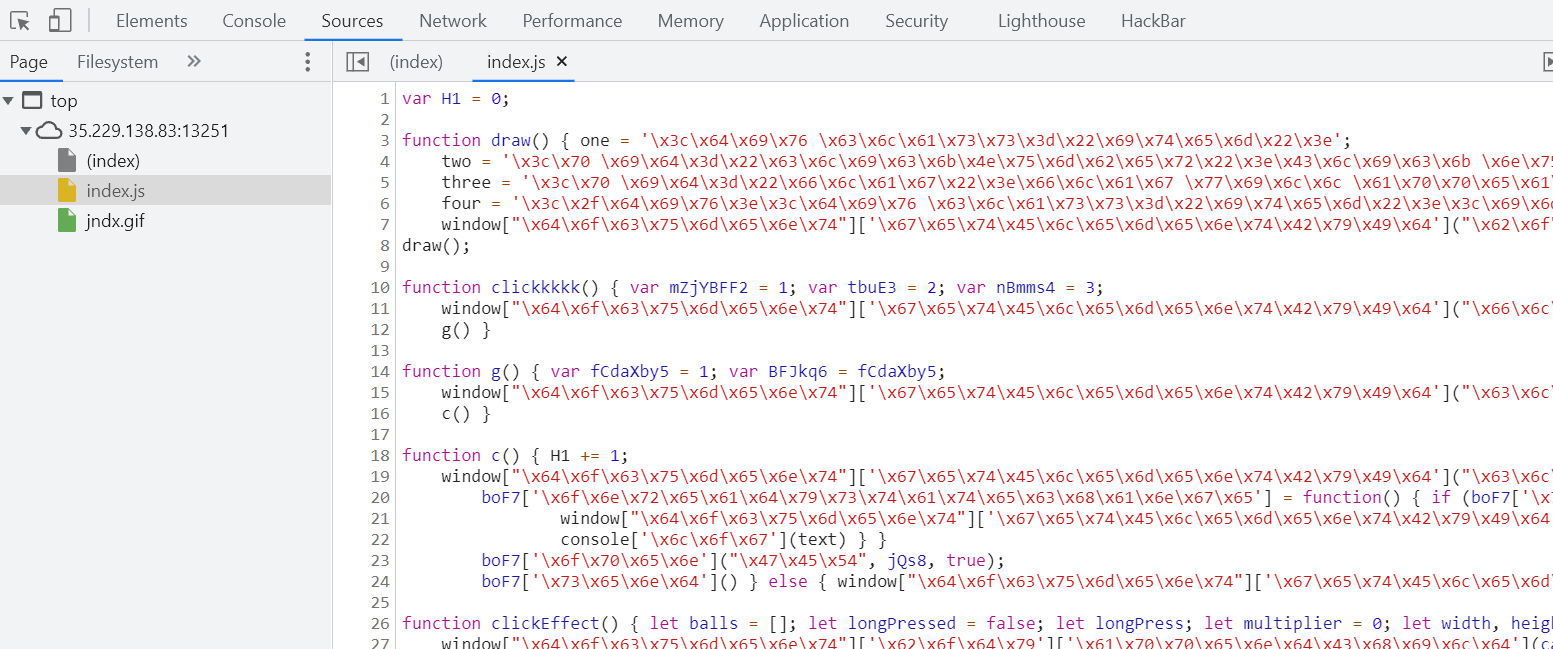 Elements Console Sources Network Performance Memory Application Security Lighthouse HackBar
Page Filesystem » (index) index.js ×
top
35.229.138.83:13251
(index)
index.js
jndx.gif
1 var H1 = 0;
2
3 function draw() { one = '\x3c\x64\x69\x76 \x63\x6c\x61\x73\x73\x3d\x22\x69\x74\x65\x6d\x22\x3e';
4 two = '\x3c\x70 \x69\x64\x3d\x22\x63\x6c\x69\x63\x6b\x4e\x75\x6d\x62\x65\x72\x22\x3e\x43\x6c\x69\x63\x6b \x6e\x75
5 three = '\x3c\x70 \x69\x64\x3d\x22\x66\x6c\x61\x67\x22\x3e\x66\x6c\x61\x67 \x77\x69\x6c\x6c \x61\x70\x70\x65\x61\
6 four = '\x3c\x2f\x64\x69\x76\x3e\x3c\x64\x69\x76 \x63\x6c\x61\x73\x73\x3d\x22\x69\x74\x65\x6d\x22\x3e\x3c\x69\x6d
7 window["\x64\x6f\x63\x75\x6d\x65\x6e\x74"]['\x67\x65\x74\x45\x6c\x65\x6d\x65\x6e\x74\x42\x79\x49\x64']("\x62\x6f\
8 draw();
9
10 function clickkkkk() { var mZjYBFF2 = 1; var tbuE3 = 2; var nBmms4 = 3;
11 window["\x64\x6f\x63\x75\x6d\x65\x6e\x74"]['\x67\x65\x74\x45\x6c\x65\x6d\x65\x6e\x74\x42\x79\x49\x64']("\x66\x6c\
12 g() }
13
14 function g() { var fCdaXby5 = 1; var BFJkq6 = fCdaXby5;
15 window["\x64\x6f\x63\x75\x6d\x65\x6e\x74"]['\x67\x65\x74\x45\x6c\x65\x6d\x65\x6e\x74\x42\x79\x49\x64']("\x63\x6c\
16 c() }
17
18 function c() { H1 += 1;
19 window["\x64\x6f\x63\x75\x6d\x65\x6e\x74"]['\x67\x65\x74\x45\x6c\x65\x6d\x65\x6e\x74\x42\x79\x49\x64']("\x63\x6c\
20 boF7['\x6f\x6e\x72\x65\x61\x64\x79\x73\x74\x61\x74\x65\x63\x68\x61\x6e\x67\x65'] = function() { if (boF7['\x7
21 window["\x64\x6f\x63\x75\x6d\x65\x6e\x74"]['\x67\x65\x74\x45\x6c\x65\x6d\x65\x6e\x74\x42\x79\x49\x64
22 console['\x6c\x6f\x67'](text) } }
23 boF7['\x6f\x70\x65\x6e']("\x47\x45\x54", jQs8, true);
24 boF7['\x73\x65\x6e\x64']() } else { window["\x64\x6f\x63\x75\x6d\x65\x6e\x74"]['\x67\x65\x74\x45\x6c\x65\x6d\
25
26 function clickEffect() { let balls = []; let longPressed = false; let longPress; let multiplier = 0; let width, heigh
27 window["\x64\x6f\x63\x75\x6d\x65\x6e\x74"]['\x62\x6f\x64\x79']['\x61\x70\x70\x65\x6e\x64\x43\x68\x69\x6c\x64'](ca